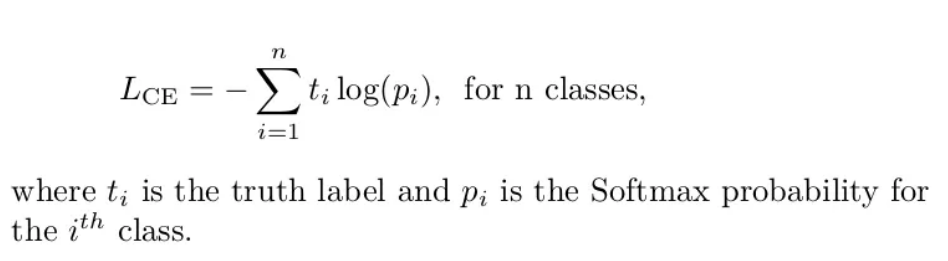 L_CE = − ∑_{i=1}^{n} t_i log(p_i), for n classes,
where t_i is the truth label and p_i is the Softmax probability for
the i^th class.